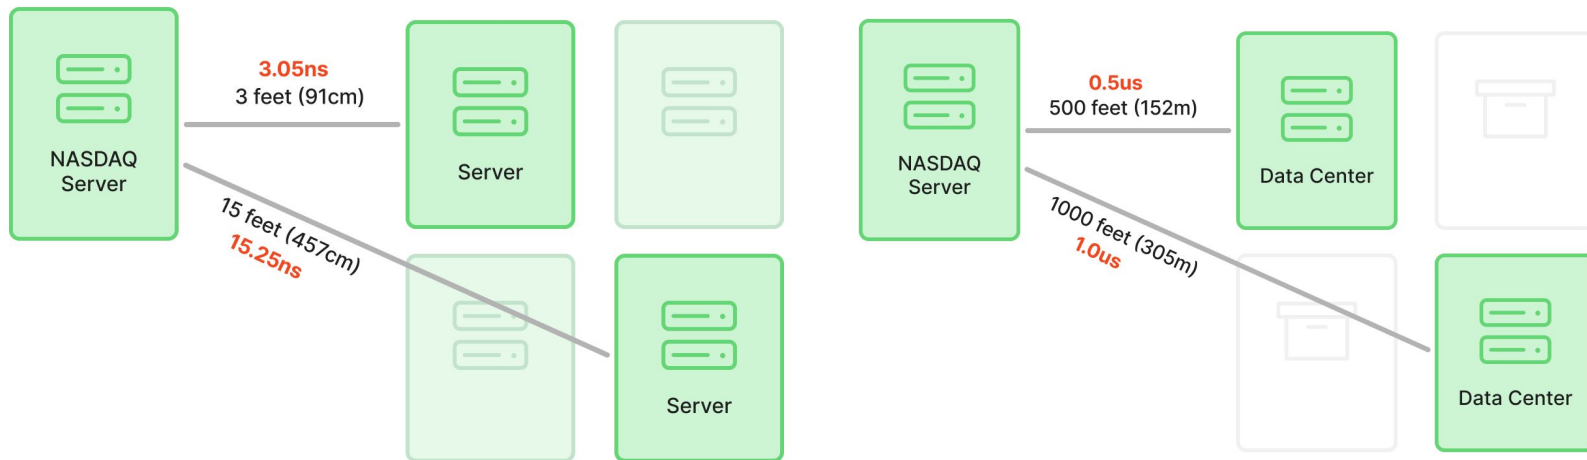 NASDAQ
Server
3.05ns
3 feet (91cm)
Server
15 feet (457cm)
15.25ns
Server
NASDAQ
Server
0.5us
500 feet (152m)
Data Center
1000 feet (305m)
1.0us
Data Center